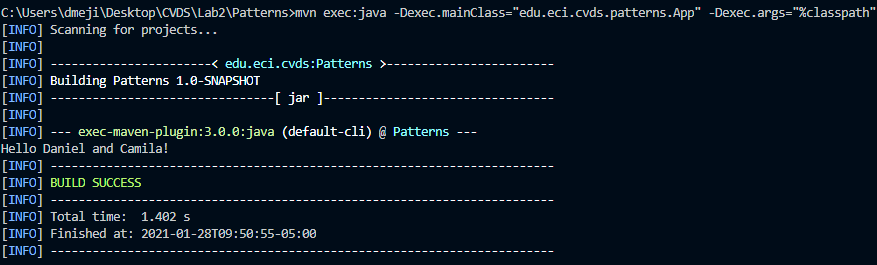 C:\Users\dmeji\Desktop\CVDS\Lab2\Patterns>mvn exec:java -Dexec.mainClass="edu.eci.cvds.patterns.App" -Dexec.args="%classpath"
[INFO] Scanning for projects...
[INFO]
[INFO] ----------------------< edu.eci.cvds:Patterns >-----------------------
[INFO] Building Patterns 1.0-SNAPSHOT
[INFO] --------------------------------[ jar ]---------------------------------
[INFO]
[INFO] --- exec-maven-plugin:3.0.0:java (default-cli) @ Patterns ---
Hello Daniel and Camila!
[INFO] ------------------------------------------------------------------------
[INFO] BUILD SUCCESS
[INFO] ------------------------------------------------------------------------
[INFO] Total time:  1.402 s
[INFO] Finished at: 2021-01-28T09:50:55-05:00
[INFO] ------------------------------------------------------------------------